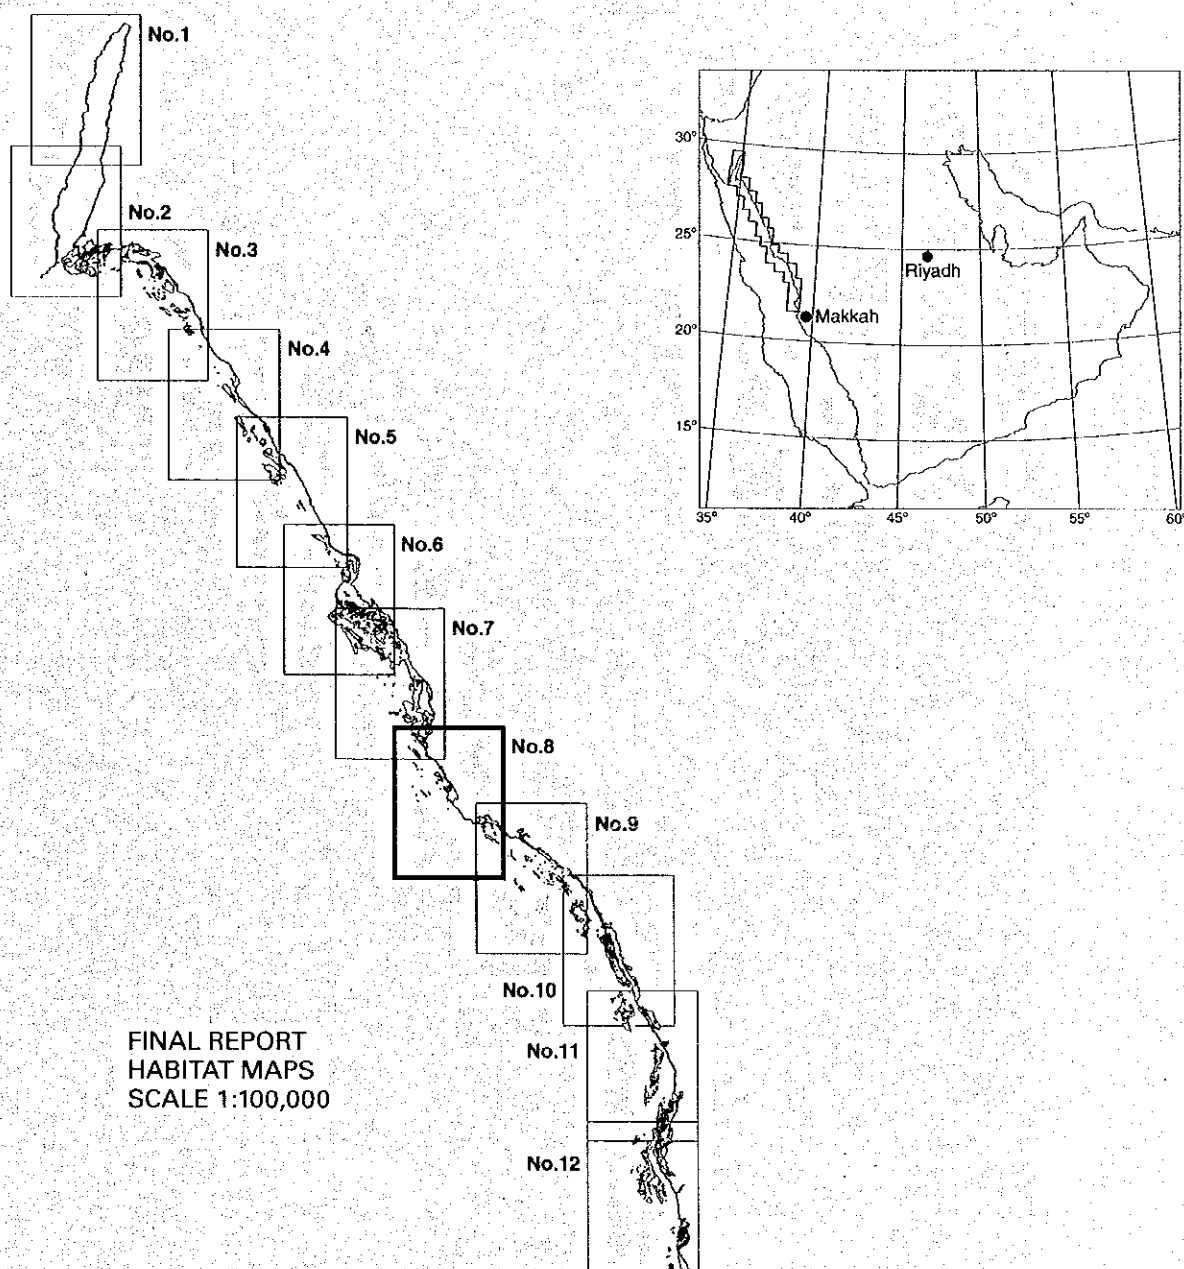 No.1
No.2
No.3
No.4
No.5
No.6
No.7
No.8
No.9
No.10
No.11
No.12
30°
25°
20°
15°
Riyadh
Makkah
35° 40° 45° 50° 55° 60°
FINAL REPORT
HABITAT MAPS
SCALE 1:100,000